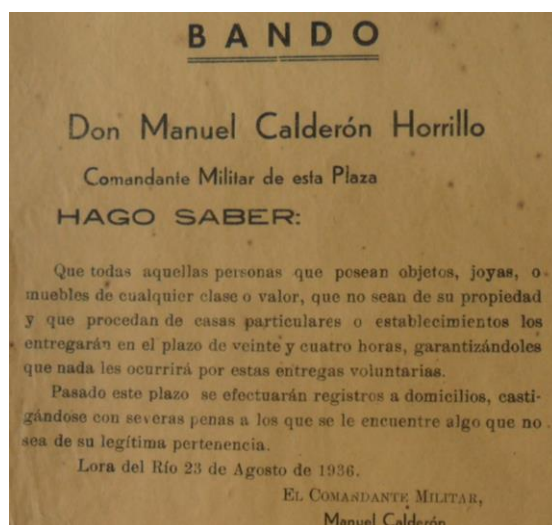 BANDO
Don Manuel Calderón Horrillo
Comandante Militar de esta Plaza
HAGO SABER:
Que todas aquellas personas que posean objetos, joyas, o
muebles de cualquier clase o valor, que no sean de su propiedad
y que procedan de casas particulares o establecimientos los
entregarán en el plazo de veinte y cuatro horas, garantizándoles
que nada les ocurrirá por estas entregas voluntarias.
Pasado este plazo se efectuarán registros a domicilios, casti-
gándose con severas penas a los que se le encuentre algo que no
sea de su legítima pertenencia.
Lora del Río 23 de Agosto de 1936.
EL COMANDANTE MILITAR,
Manuel Calderón